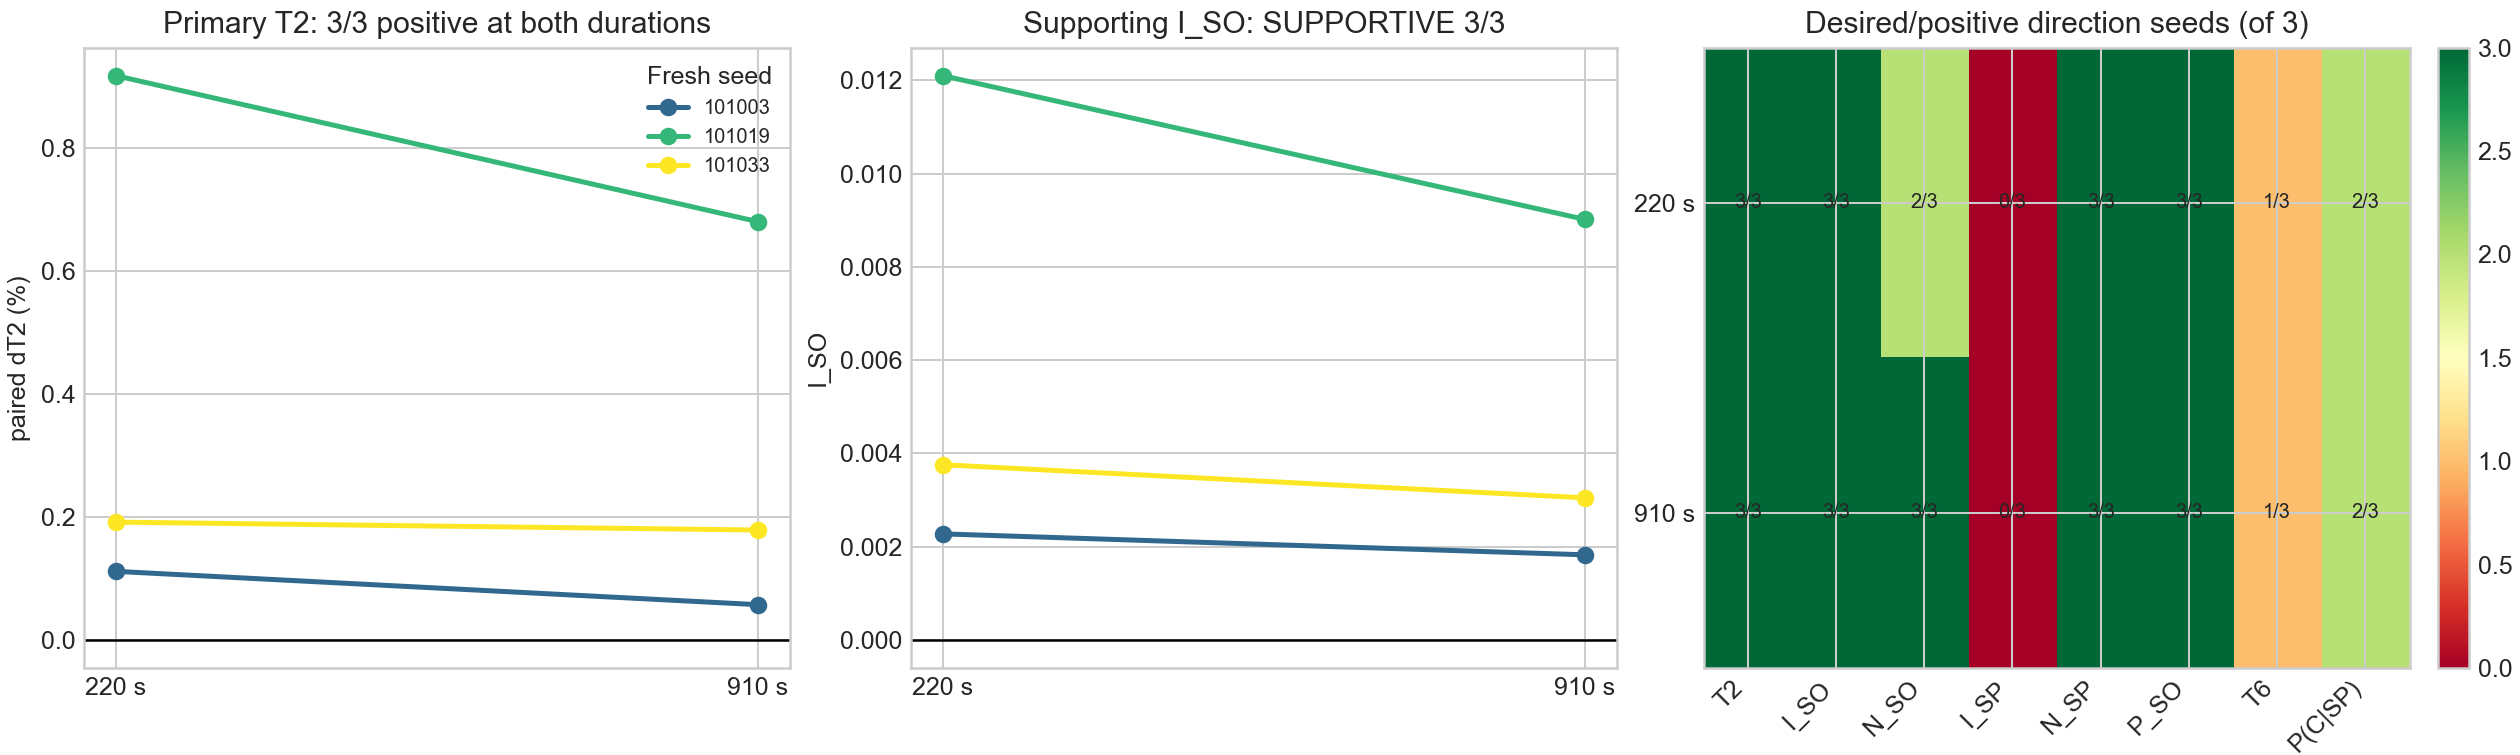 Primary T2: 3/3 positive at both durations
paired dT2 (%)
0.8
0.6
0.4
0.2
0.0
220 s
910 s
Fresh seed
101003
101019
101033
Supporting I_SO: SUPPORTIVE 3/3
I_SO
0.012
0.010
0.008
0.006
0.004
0.002
0.000
220 s
910 s
Desired/positive direction seeds (of 3)
220 s
3/3 3/3 2/3 0/3 3/3 3/3 1/3 2/3
910 s
3/3 3/3 3/3 0/3 3/3 3/3 1/3 2/3
T2
I_SO
N_SO
I_SP
N_SP
P_SO
T6
P(C|SP)
3.0
2.5
2.0
1.5
1.0
0.5
0.0